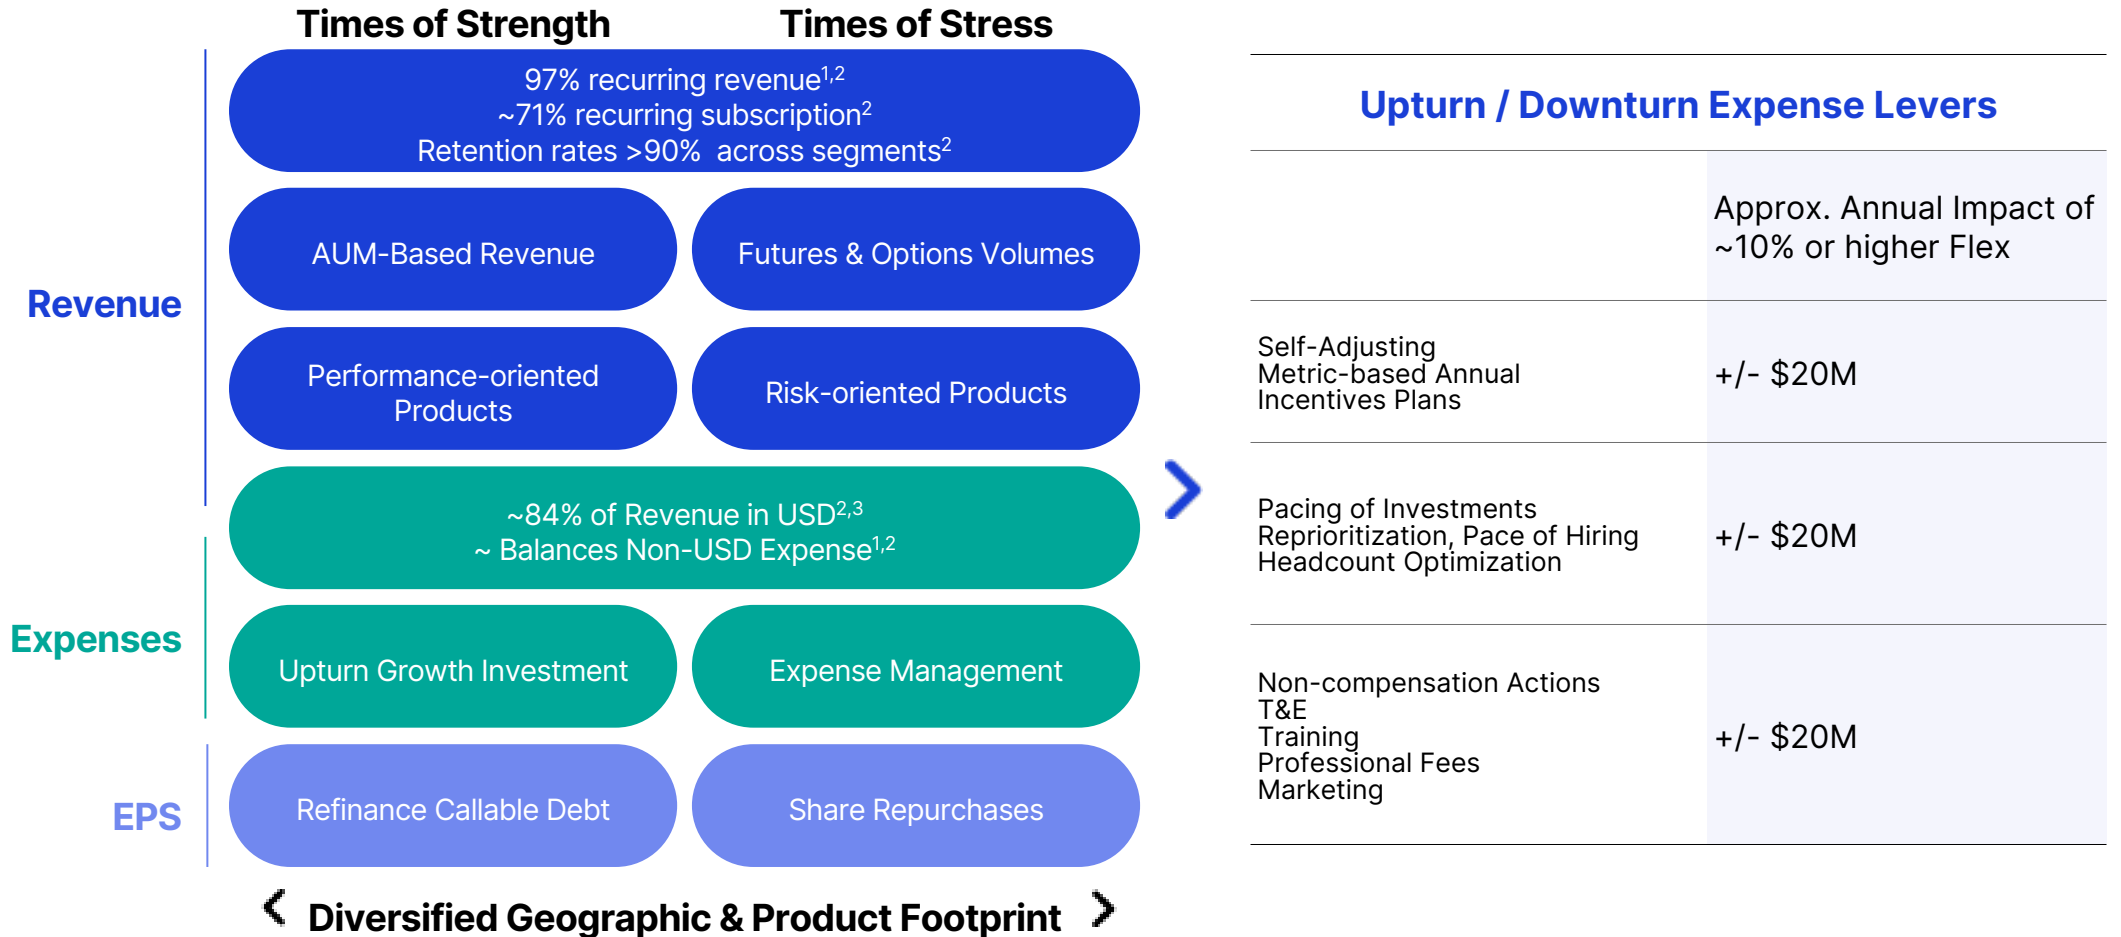 Times of Strength
Times of Stress
97% recurring revenue1,2
~71% recurring subscription2
Retention rates >90% across segments2
AUM-Based Revenue
Futures & Options Volumes
Revenue
Performance-oriented
Products
Risk-oriented Products
~84% of Revenue in USD2,3
~ Balances Non-USD Expense1,2
Expenses
Upturn Growth Investment
Expense Management
EPS
Refinance Callable Debt
Share Repurchases
Diversified Geographic & Product Footprint
Upturn / Downturn Expense Levers
Approx. Annual Impact of
~10% or higher Flex
Self-Adjusting
Metric-based Annual
Incentives Plans
+/- $20M
Pacing of Investments
Reprioritization, Pace of Hiring
Headcount Optimization
+/- $20M
Non-compensation Actions
T&E
Training
Professional Fees
Marketing
+/- $20M